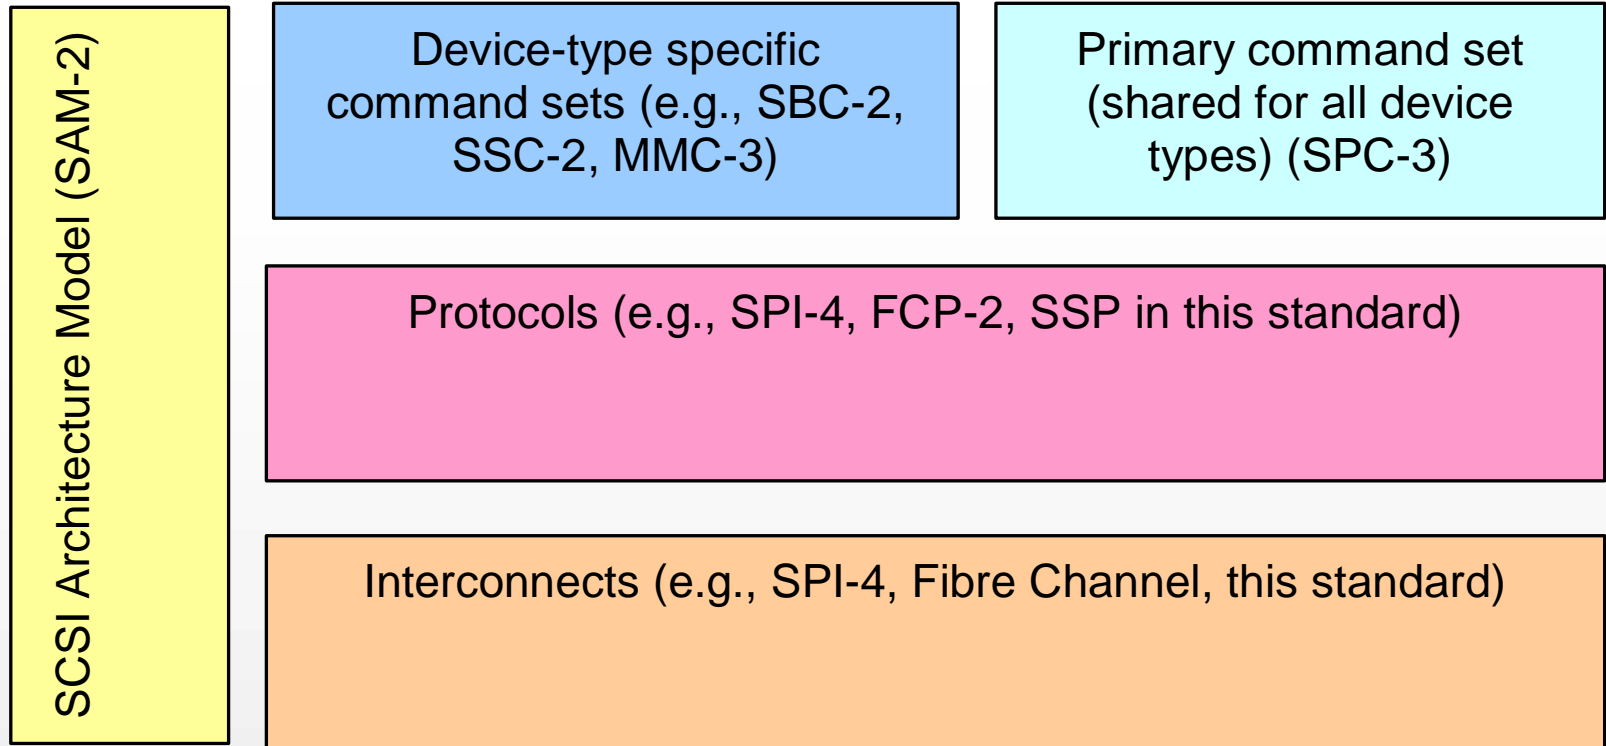 SCSI Architecture Model (SAM-2)
Device-type specific
command sets (e.g., SBC-2,
SSC-2, MMC-3)
Primary command set
(shared for all device
types) (SPC-3)
Protocols (e.g., SPI-4, FCP-2, SSP in this standard)
Interconnects (e.g., SPI-4, Fibre Channel, this standard)